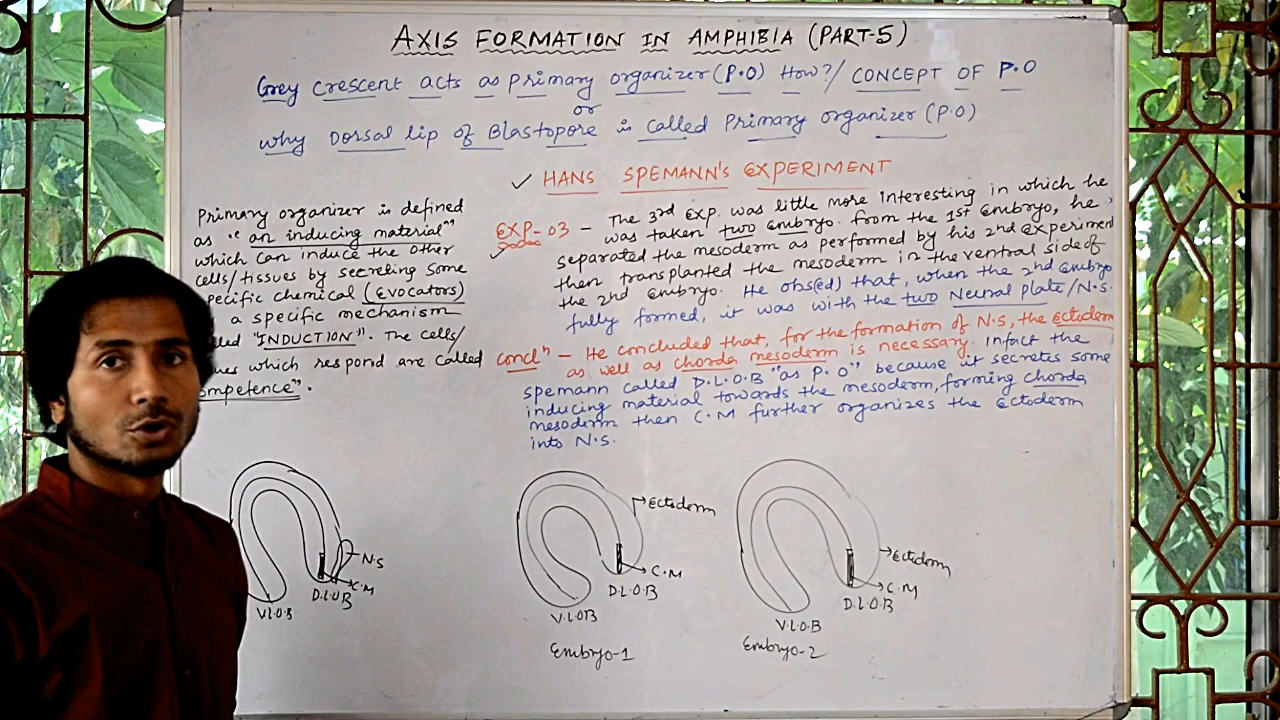 AXIS FORMATION IN AMPHIBIA (PART-5)
Grey crescent acts as primary organizer (P.O) How?/ CONCEPT OF P.O
or
why Dorsal lip of Blastopore is called Primary organizer (P.O)
✓ HANS SPEMANN'S EXPERIMENT
Primary organizer is defined
as "an inducing material"
which can induce the other
cells/tissues by secreting some
pecific chemical (EVOCATORS)
a specific mechanism
lled "INDUCTION". The cells/
ues which respond are called
ompetence".
EXP-03 – The 3rd Exp. was little more interesting in which he
was taken two embryo. From the 1st Embryo, he
separated the mesoderm as performed by his 2nd experiment
then transplanted the mesoderm in the ventral side of
the 2nd embryo. He obs(ed) that, when the 2nd Embryo
fully formed, it was with the two Neural plate/N.S.
concln – He concluded that, for the formation of N.S, the Ectoderm
as well as chorda mesoderm is necessary. Infact the
spemann called D.L.O.B "as P.O" because it secretes some
inducing material towards the mesoderm, forming chorda
mesoderm then C.M further organizes the Ectoderm
into N.S.
N.S
C.M
D.L.O.B
V.L.O.B
Ectoderm
C.M
D.L.O.B
V.L.O.B
Embryo-1
Ectoderm
C.M
D.L.O.B
V.L.O.B
Embryo-2